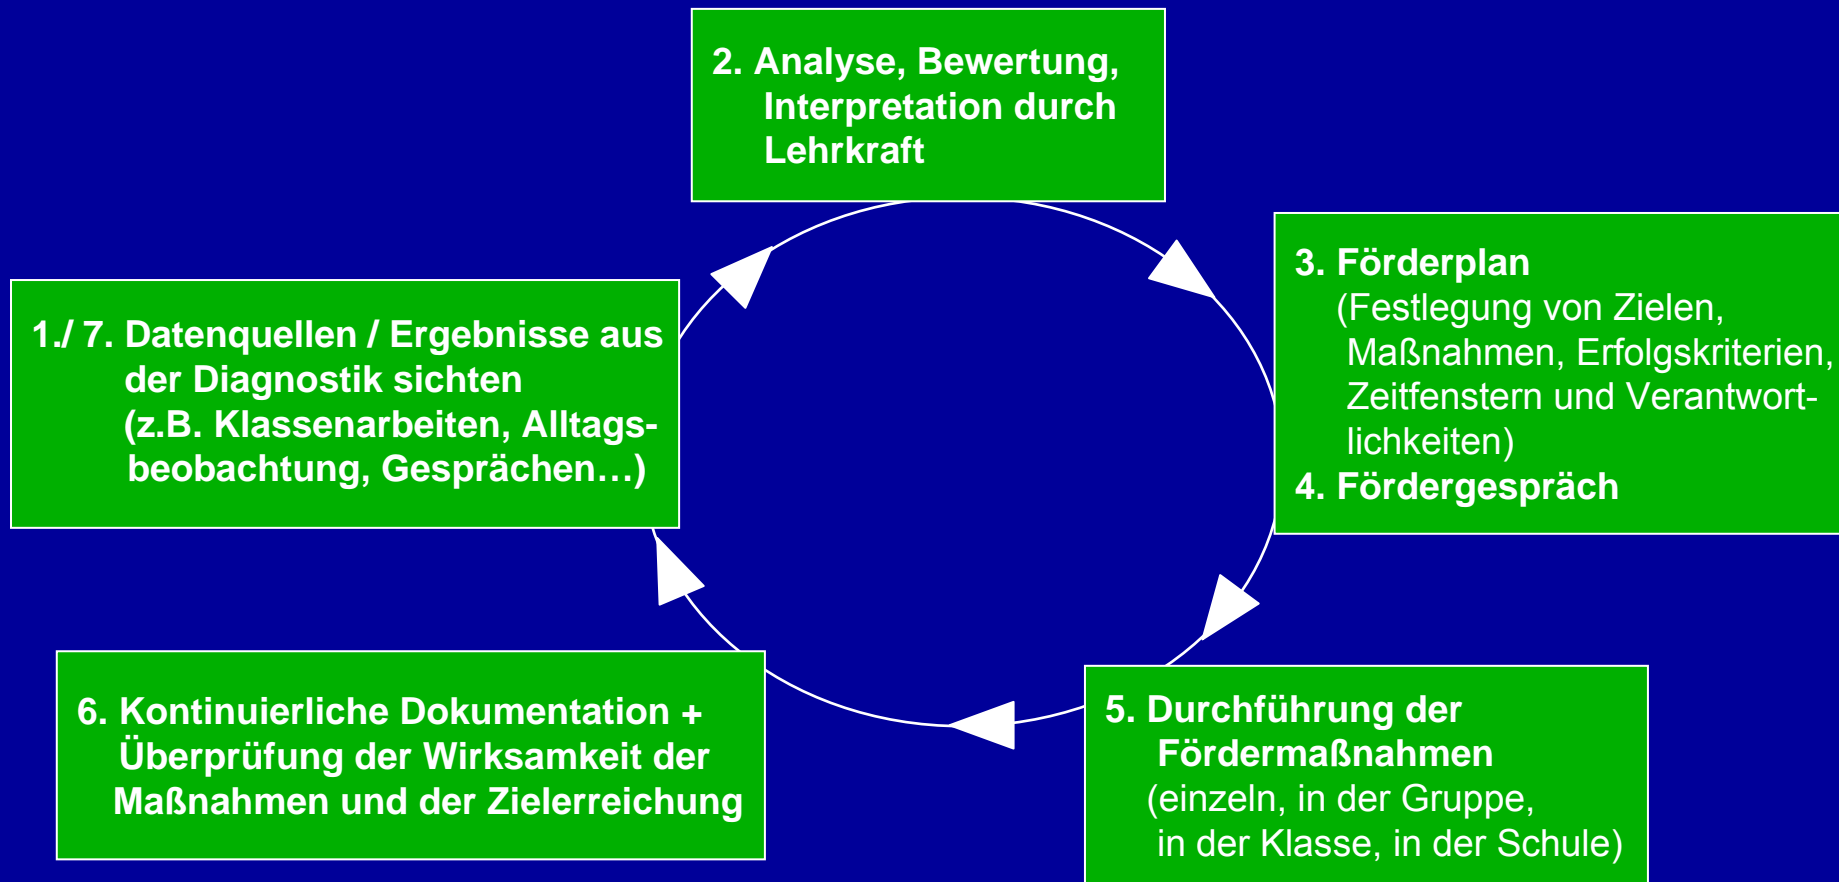 2. Analyse, Bewertung,
Interpretation durch
Lehrkraft
3. Förderplan
(Festlegung von Zielen,
Maßnahmen, Erfolgskriterien,
Zeitfenstern und Verantwort-
lichkeiten)
4. Fördergespräch
1./ 7. Datenquellen / Ergebnisse aus
der Diagnostik sichten
(z.B. Klassenarbeiten, Alltags-
beobachtung, Gesprächen…)
6. Kontinuierliche Dokumentation +
Überprüfung der Wirksamkeit der
Maßnahmen und der Zielerreichung
5. Durchführung der
Fördermaßnahmen
(einzeln, in der Gruppe,
in der Klasse, in der Schule)